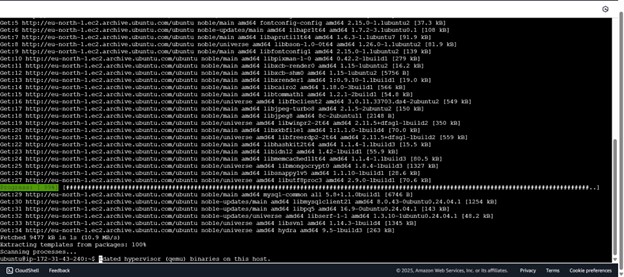 Get:5 http://eu-north-1.ec2.archive.ubuntu.com/ubuntu noble/main amd64 fontconfig-config amd64 2.15.0-1.1ubuntu2 [37.3 kB]
Get:6 http://eu-north-1.ec2.archive.ubuntu.com/ubuntu noble-updates/main amd64 libapr1t64 amd64 1.7.2-3.1ubuntu0.1 [108 kB]
Get:7 http://eu-north-1.ec2.archive.ubuntu.com/ubuntu noble/main amd64 libaprutil1t64 amd64 1.6.3-1.1ubuntu7 [91.9 kB]
Get:8 http://eu-north-1.ec2.archive.ubuntu.com/ubuntu noble/universe amd64 libbson-1.0-0t64 amd64 1.26.0-1.1ubuntu2 [81.9 kB]
Get:9 http://eu-north-1.ec2.archive.ubuntu.com/ubuntu noble/main amd64 libfontconfig1 amd64 2.15.0-1.1ubuntu2 [139 kB]
Get:10 http://eu-north-1.ec2.archive.ubuntu.com/ubuntu noble/main amd64 libpixman-1-0 amd64 0.42.2-1build1 [279 kB]
Get:11 http://eu-north-1.ec2.archive.ubuntu.com/ubuntu noble/main amd64 libxcb-render0 amd64 1.15-1ubuntu2 [16.2 kB]
Get:12 http://eu-north-1.ec2.archive.ubuntu.com/ubuntu noble/main amd64 libxcb-shm0 amd64 1.15-1ubuntu2 [5756 B]
Get:13 http://eu-north-1.ec2.archive.ubuntu.com/ubuntu noble/main amd64 libxrender1 amd64 1:0.9.10-1.1build1 [19.0 kB]
Get:14 http://eu-north-1.ec2.archive.ubuntu.com/ubuntu noble/main amd64 libcairo2 amd64 1.18.0-3build1 [566 kB]
Get:15 http://eu-north-1.ec2.archive.ubuntu.com/ubuntu noble/main amd64 libtommath1 amd64 1.2.1-2build1 [54.8 kB]
Get:16 http://eu-north-1.ec2.archive.ubuntu.com/ubuntu noble/universe amd64 libfbclient2 amd64 3.0.11.33703.ds4-2ubuntu2 [549 kB]
Get:17 http://eu-north-1.ec2.archive.ubuntu.com/ubuntu noble/main amd64 libjpeg-turbo8 amd64 2.1.5-2ubuntu2 [150 kB]
Get:18 http://eu-north-1.ec2.archive.ubuntu.com/ubuntu noble/main amd64 libjpeg8 amd64 8c-2ubuntu11 [2148 B]
Get:19 http://eu-north-1.ec2.archive.ubuntu.com/ubuntu noble/universe amd64 libwinpr2-2t64 amd64 2.11.5+dfsg1-1build2 [350 kB]
Get:20 http://eu-north-1.ec2.archive.ubuntu.com/ubuntu noble/main amd64 libxkbfile1 amd64 1:1.1.0-1build4 [70.0 kB]
Get:21 http://eu-north-1.ec2.archive.ubuntu.com/ubuntu noble/universe amd64 libfreerdp2-2t64 amd64 2.11.5+dfsg1-1build2 [559 kB]
Get:22 http://eu-north-1.ec2.archive.ubuntu.com/ubuntu noble/main amd64 libhashkit2t64 amd64 1.1.4-1.1build3 [15.5 kB]
Get:23 http://eu-north-1.ec2.archive.ubuntu.com/ubuntu noble/main amd64 libidn12 amd64 1.42-1build1 [55.9 kB]
Get:24 http://eu-north-1.ec2.archive.ubuntu.com/ubuntu noble/main amd64 libmemcached11t64 amd64 1.1.4-1.1build3 [80.5 kB]
Get:25 http://eu-north-1.ec2.archive.ubuntu.com/ubuntu noble/universe amd64 libmongocrypt0 amd64 1.8.4-1build3 [1327 kB]
Get:26 http://eu-north-1.ec2.archive.ubuntu.com/ubuntu noble/main amd64 libsnappy1v5 amd64 1.1.10-1build1 [28.6 kB]
Get:27 http://eu-north-1.ec2.archive.ubuntu.com/ubuntu noble/universe amd64 libutf8proc3 amd64 2.9.0-1build1 [70.6 kB]
Get:29 http://eu-north-1.ec2.archive.ubuntu.com/ubuntu noble/main amd64 mysql-common all 5.8+1.1.0build1 [6746 B]
Get:30 http://eu-north-1.ec2.archive.ubuntu.com/ubuntu noble-updates/main amd64 libmysqlclient21 amd64 8.0.43-0ubuntu0.24.04.1 [1254 kB]
Get:31 http://eu-north-1.ec2.archive.ubuntu.com/ubuntu noble-updates/main amd64 libpq5 amd64 16.9-0ubuntu0.24.04.1 [143 kB]
Get:32 http://eu-north-1.ec2.archive.ubuntu.com/ubuntu noble-updates/universe amd64 libserf-1-1 amd64 1.3.10-1ubuntu0.24.04.1 [48.2 kB]
Get:33 http://eu-north-1.ec2.archive.ubuntu.com/ubuntu noble/universe amd64 libsvn1 amd64 1.14.3-1build4 [1345 kB]
Get:34 http://eu-north-1.ec2.archive.ubuntu.com/ubuntu noble/universe amd64 hydra amd64 9.5-1build3 [263 kB]
Fetched 9477 kB in 1s (10.9 MB/s)
Extracting templates from packages: 100%
Scanning processes...
ubuntu@ip-172-31-43-240:~$ dated hypervisor (qemu) binaries on this host.
CloudShell Feedback © 2025, Amazon Web Services, Inc. or its affiliates. Privacy Terms Cookie preferences